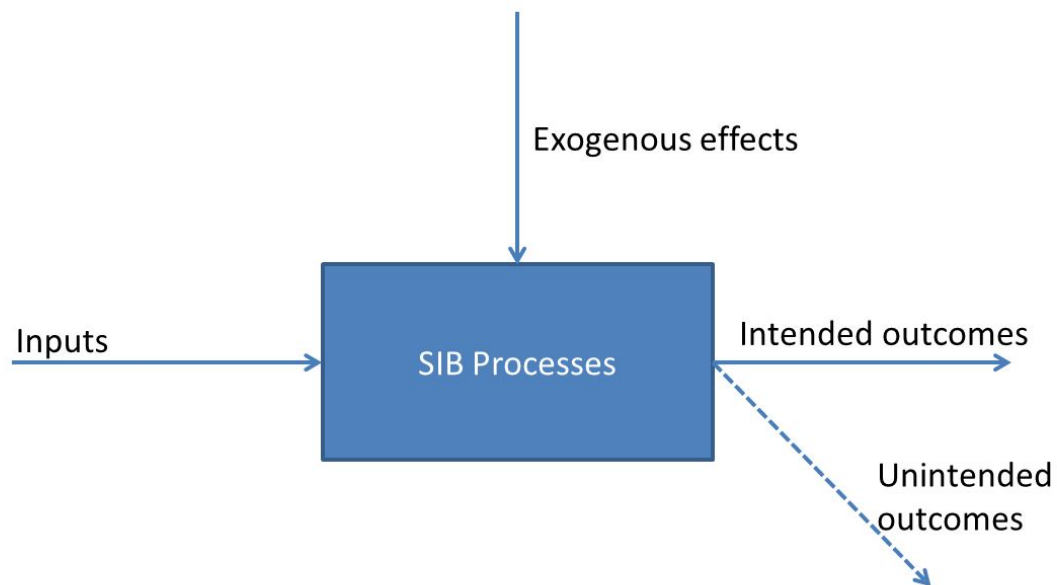 Exogenous effects
Inputs
SIB Processes
Intended outcomes
Unintended
outcomes